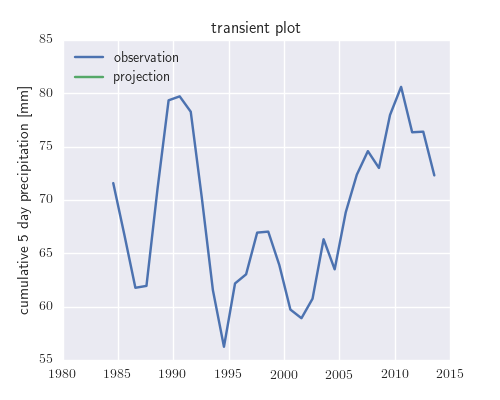 transient plot
85
80
75
70
65
60
55
cumulative 5 day precipitation [mm]
observation
projection
1980 1985 1990 1995 2000 2005 2010 2015